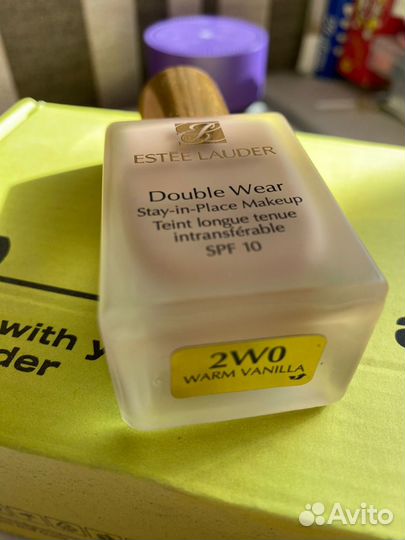 ESTEE LAUDER
Double Wear
Stay-in-Place Makeup
Teint longue tenue
intransférable
SPF 10
2W0
WARM VANILLA
with y
der
Avito